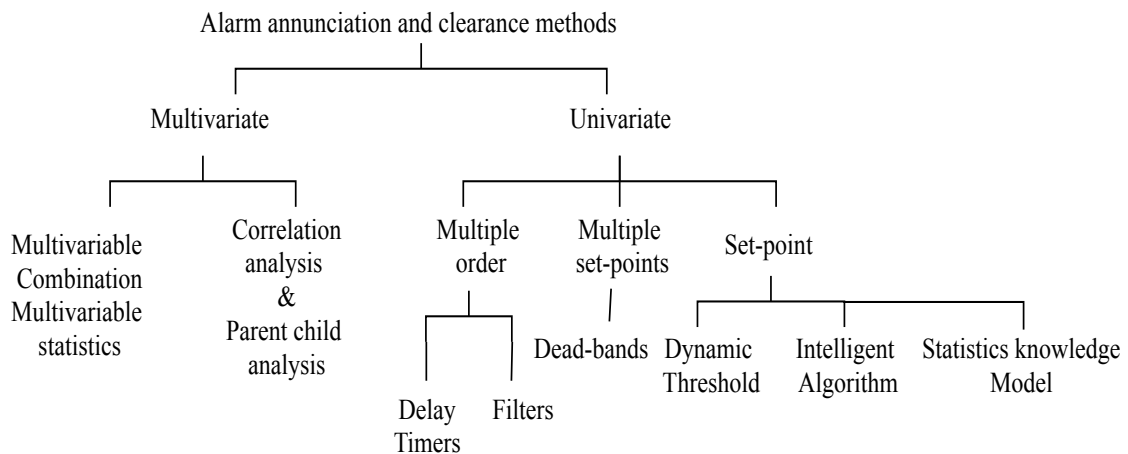 Alarm annunciation and clearance methods
Multivariate
Univariate
Multivariable
Combination
Multivariable
statistics
Correlation
analysis
&
Parent child
analysis
Multiple
order
Multiple
set-points
Set-point
Delay
Timers
Filters
Dead-bands
Dynamic
Threshold
Intelligent
Algorithm
Statistics knowledge
Model